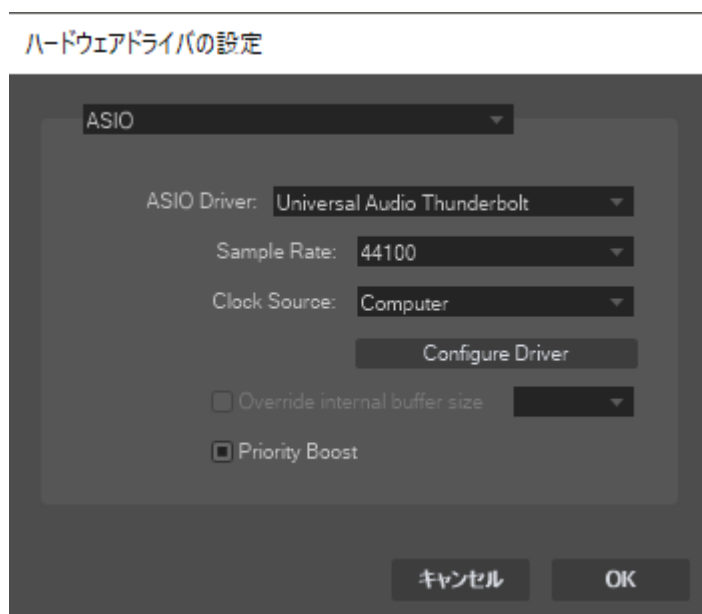 ハードウェアドライバの設定
ASIO
ASIO Driver: Universal Audio Thunderbolt
Sample Rate: 44100
Clock Source: Computer
Configure Driver
Override internal buffer size
Priority Boost
キャンセル OK